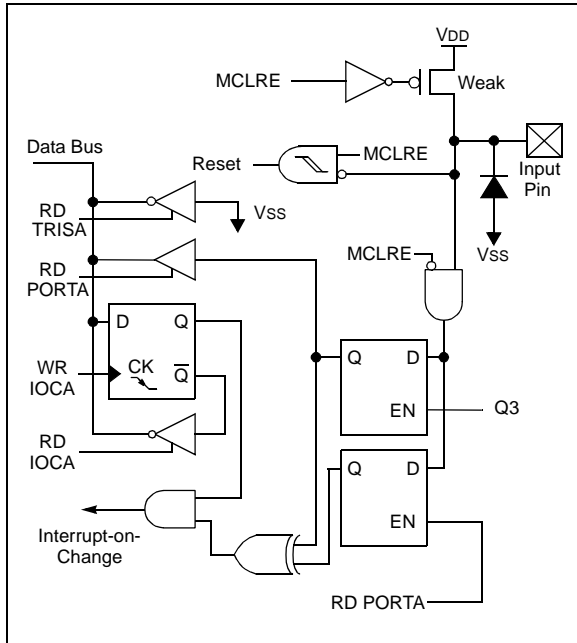 VDD
MCLRE
Weak
Data Bus
MCLRE
Reset
Input
Pin
RD
TRISA
VSS
VSS
MCLRE
RD
PORTA
D
Q
Q
D
WR
IOCA
CK
Q
EN
Q3
RD
IOCA
Q
D
EN
Interrupt-on-
Change
RD PORTA